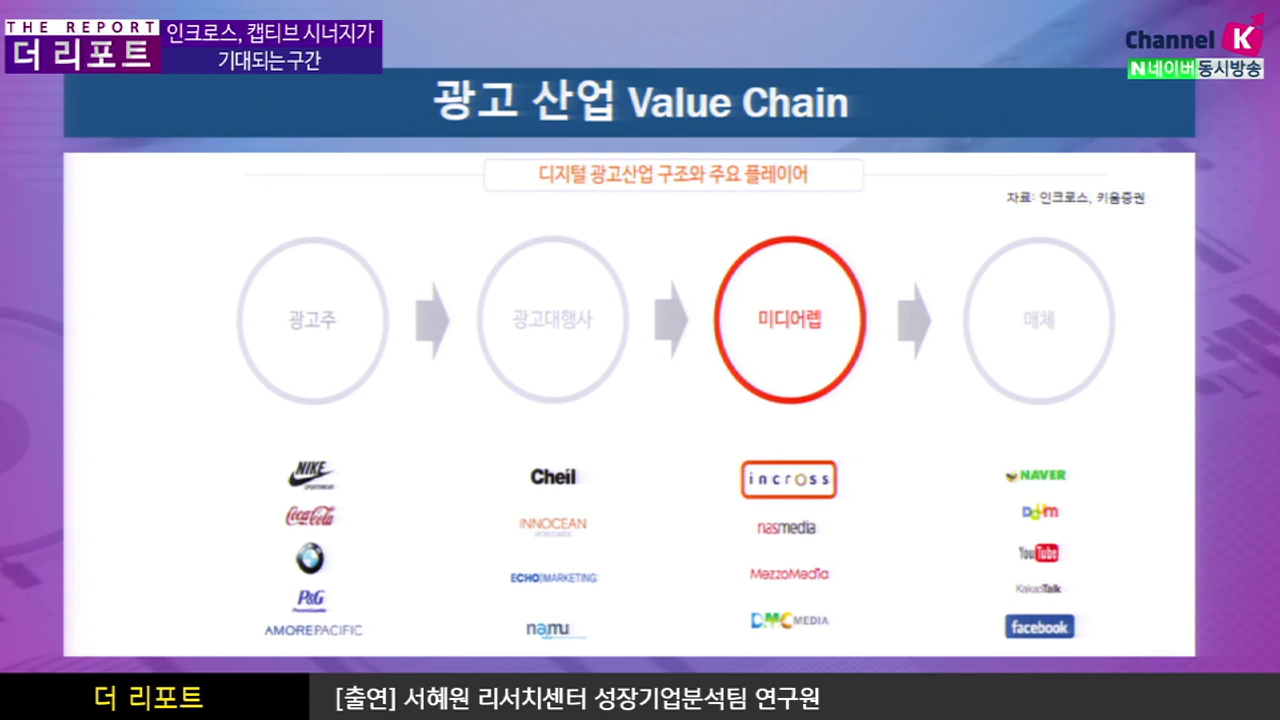 THE REPORT
더 리포트
인크로스, 캡티브 시너지가
기대되는 구간
Channel K
N 네이버 동시방송
광고 산업 Value Chain
디지털 광고산업 구조와 주요 플레이어
자료: 인크로스, 키움증권
광고주
광고대행사
미디어렙
매체
NIKE
Coca-Cola
BMW
P&G
AMOREPACIFIC
Cheil
INNOCEAN
WORLDWIDE
ECHO MARKETING
namu
incross
nasmedia
MezzoMedia
DMC MEDIA
NAVER
Daum
YouTube
KakaoTalk
facebook
더 리포트
[출연] 서혜원 리서치센터 성장기업분석팀 연구원